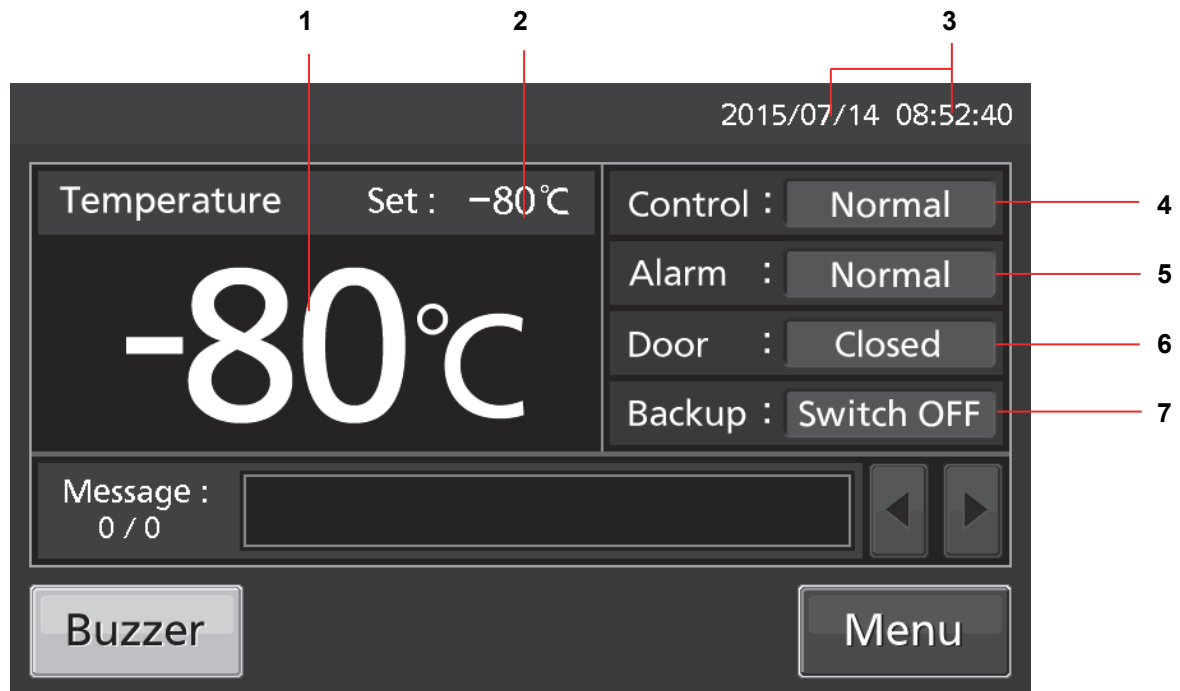 1 2 3
2015/07/14 08:52:40
Temperature Set : −80℃
-80℃
Control : Normal 4
Alarm : Normal 5
Door : Closed 6
Backup : Switch OFF 7
Message :
0 / 0
Buzzer Menu